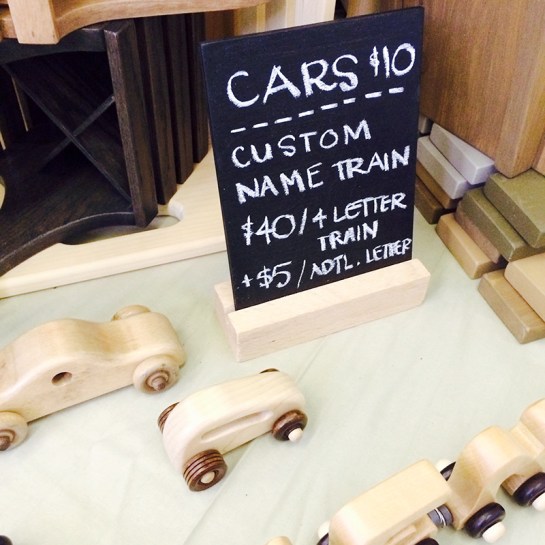 CARS $10
CUSTOM
NAME TRAIN
$40/4 LETTER
TRAIN
+$5/ADTL. LETTER